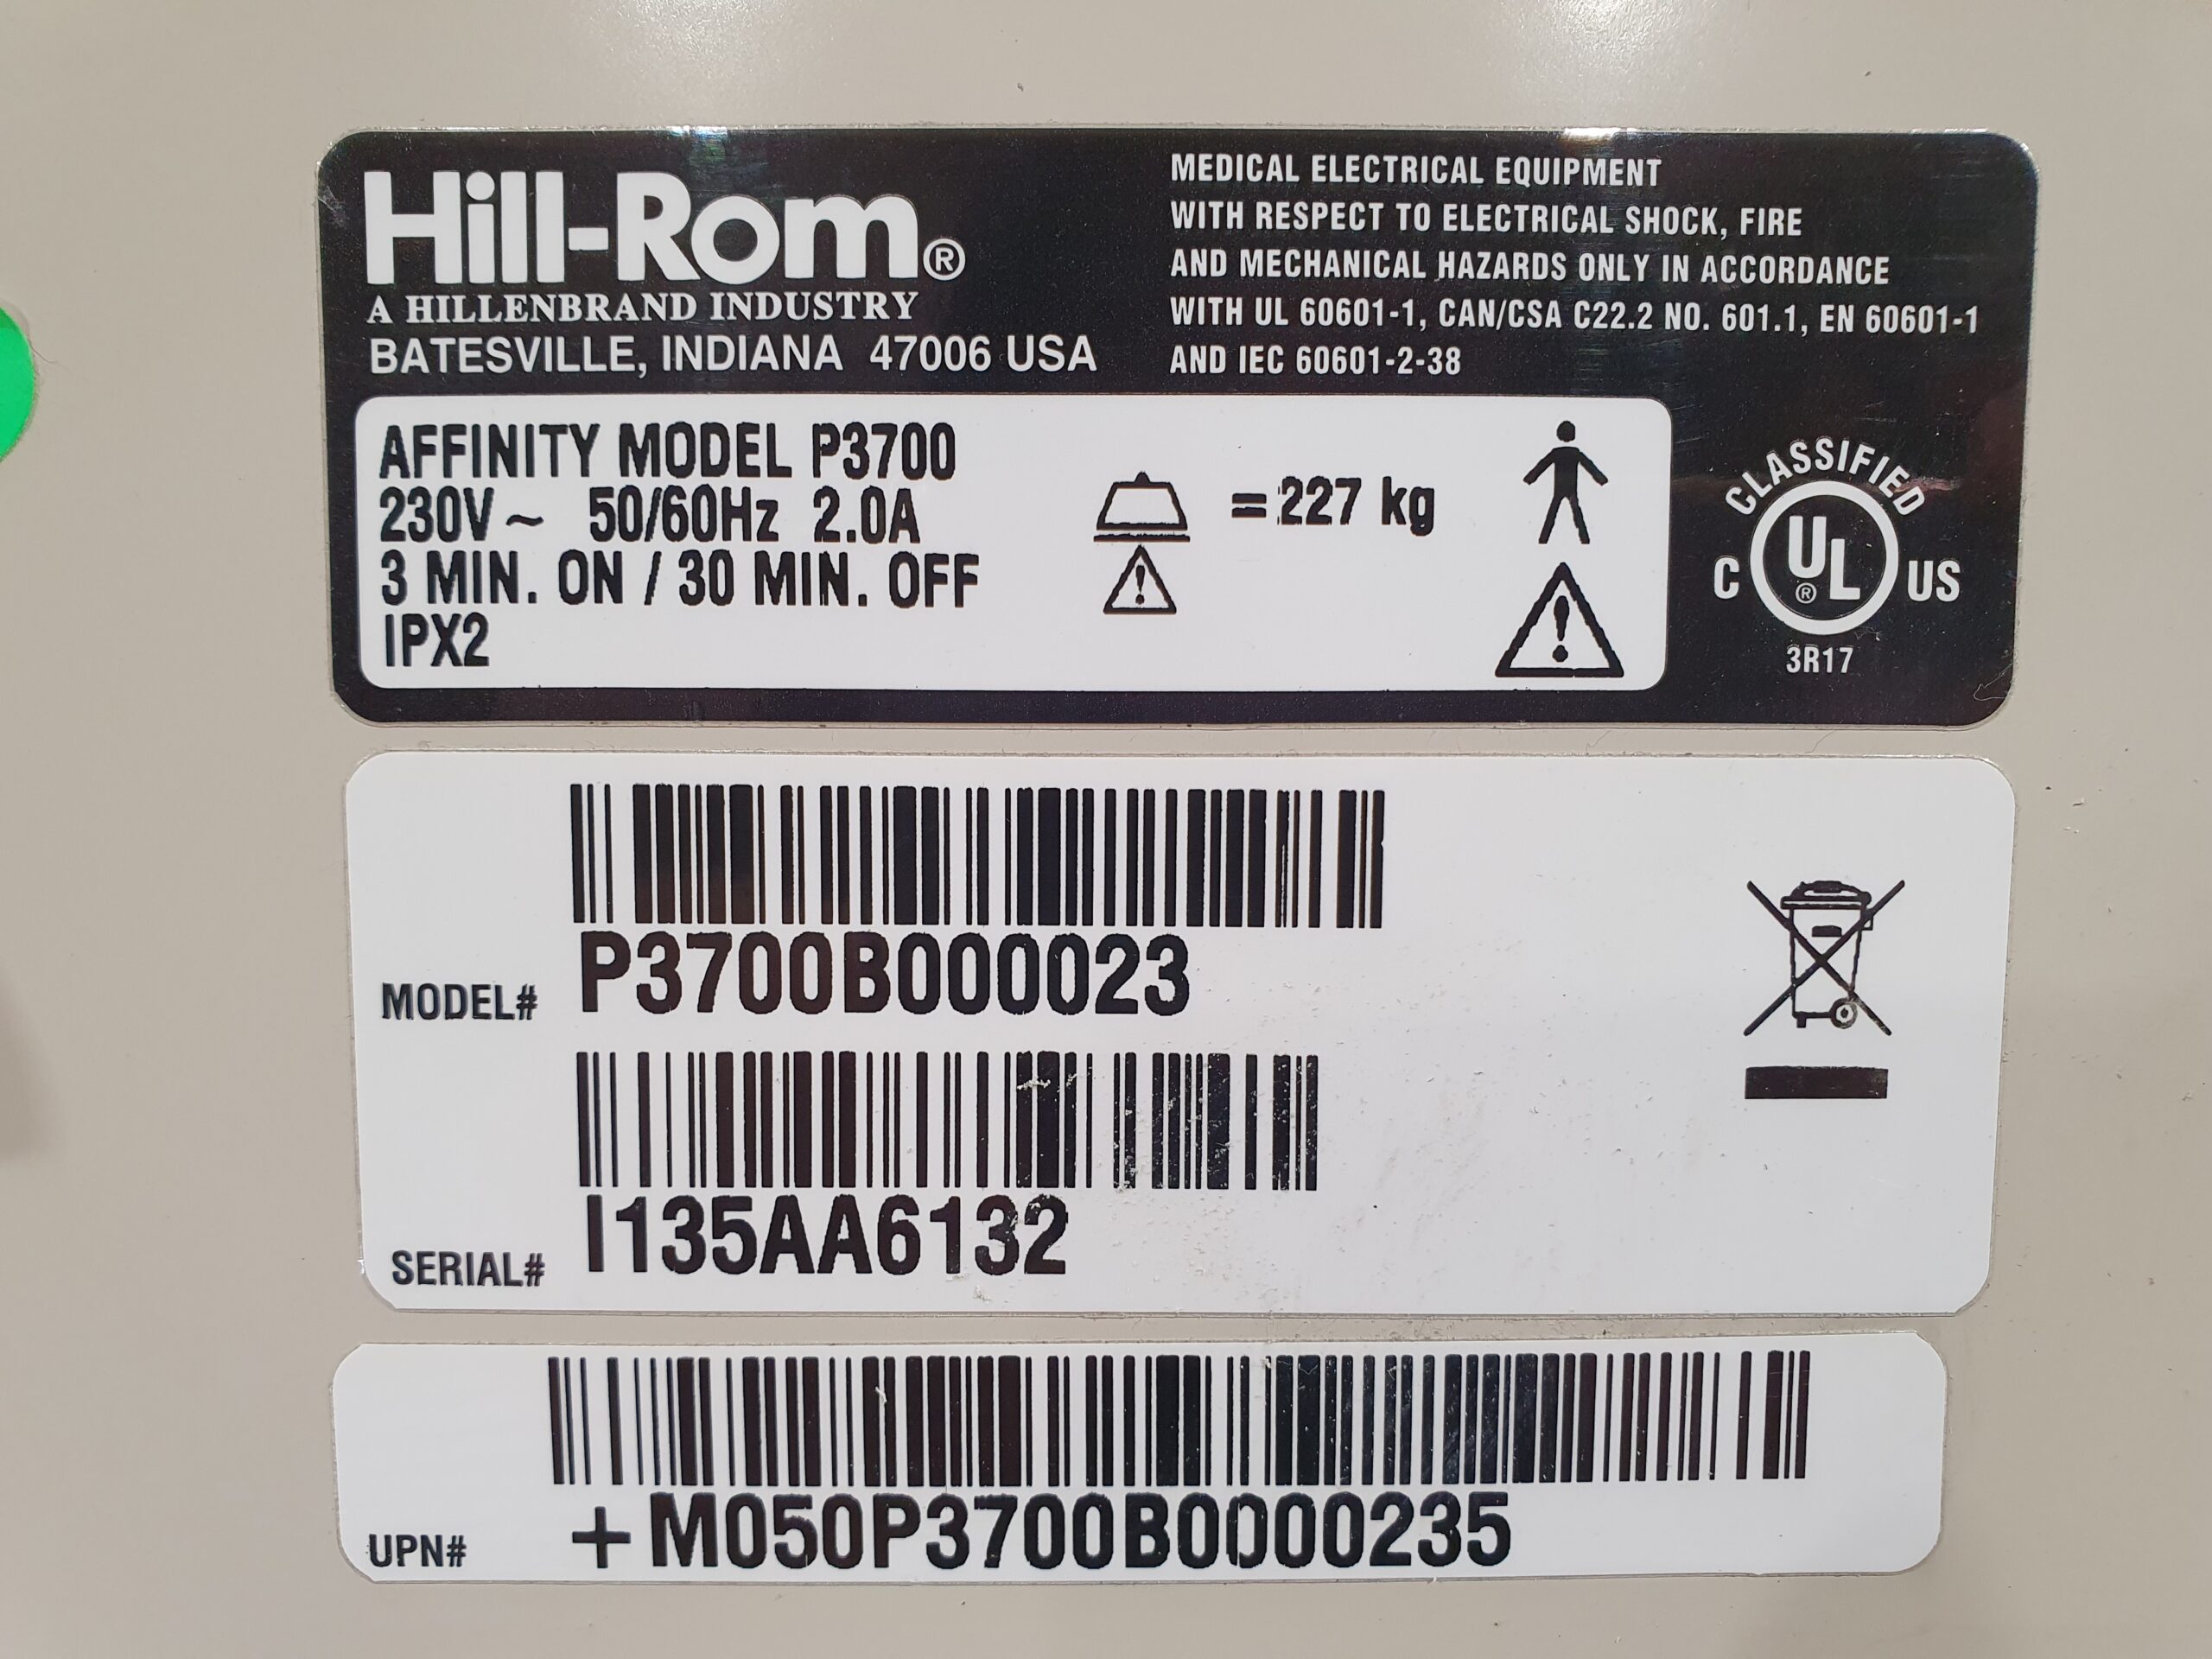 Hill-Rom®
A HILLENBRAND INDUSTRY
BATESVILLE, INDIANA 47006 USA
MEDICAL ELECTRICAL EQUIPMENT
WITH RESPECT TO ELECTRICAL SHOCK, FIRE
AND MECHANICAL HAZARDS ONLY IN ACCORDANCE
WITH UL 60601-1, CAN/CSA C22.2 NO. 601.1, EN 60601-1
AND IEC 60601-2-38
AFFINITY MODEL P3700
230V ~ 50/60Hz 2.0A
3 MIN. ON / 30 MIN. OFF
IPX2
= 227 kg
CLASSIFIED
C UL® US
3R17
MODEL# P3700B000023
SERIAL# I135AA6132
UPN# +M050P3700B0000235